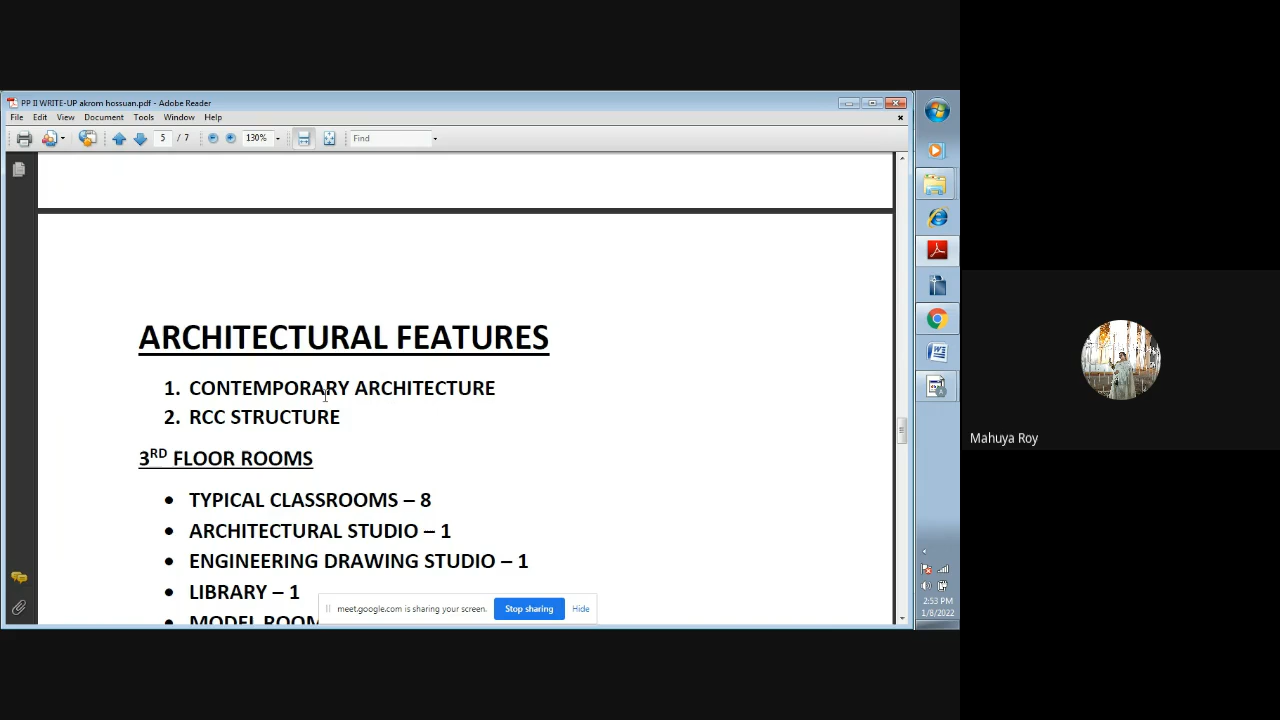 PP II WRITE-UP akrom hossuan.pdf - Adobe Reader
File Edit View Document Tools Window Help
5 / 7 130% Find
ARCHITECTURAL FEATURES
1. CONTEMPORARY ARCHITECTURE
2. RCC STRUCTURE
3RD FLOOR ROOMS
• TYPICAL CLASSROOMS – 8
• ARCHITECTURAL STUDIO – 1
• ENGINEERING DRAWING STUDIO – 1
• LIBRARY – 1
• MODEL ROOM
meet.google.com is sharing your screen. Stop sharing Hide
2:53 PM
1/8/2022
Mahuya Roy